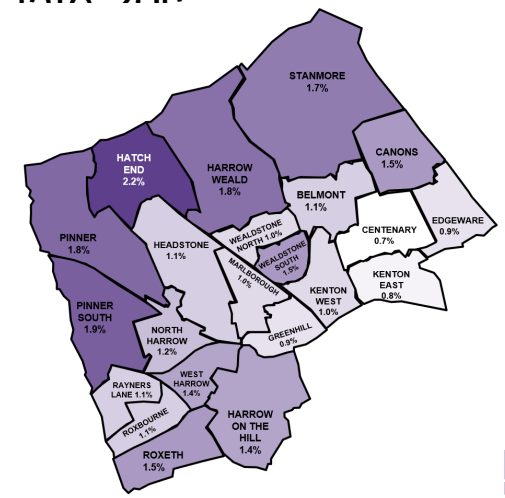 STANMORE
1.7%
CANONS
1.5%
HATCH
END
2.2%
HARROW
WEALD
1.8%
BELMONT
1.1%
EDGEWARE
0.9%
CENTENARY
0.7%
WEALDSTONE
NORTH 1.0%
PINNER
1.8%
HEADSTONE
1.1%
WEALDSTONE
SOUTH
1.5%
MARLBOROUGH
1.0%
KENTON
EAST
0.8%
KENTON
WEST
1.0%
PINNER
SOUTH
1.9%
NORTH
HARROW
1.2%
GREENHILL
0.9%
WEST
HARROW
1.4%
RAYNERS
LANE 1.1%
ROXBOURNE
1.1%
HARROW
ON THE
HILL
1.4%
ROXETH
1.5%